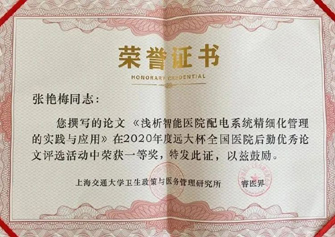 荣誉证书
HONORARY CREDENTIAL
张艳梅同志：
您撰写的论文《浅析智能医院配电系统精细化管理
的实践与应用》在2020年度远大杯全国医院后勤优秀论
文评选活动中荣获一等奖，特发此证，以兹鼓励。
上海交通大学卫生政策与医务管理研究所 睿医界